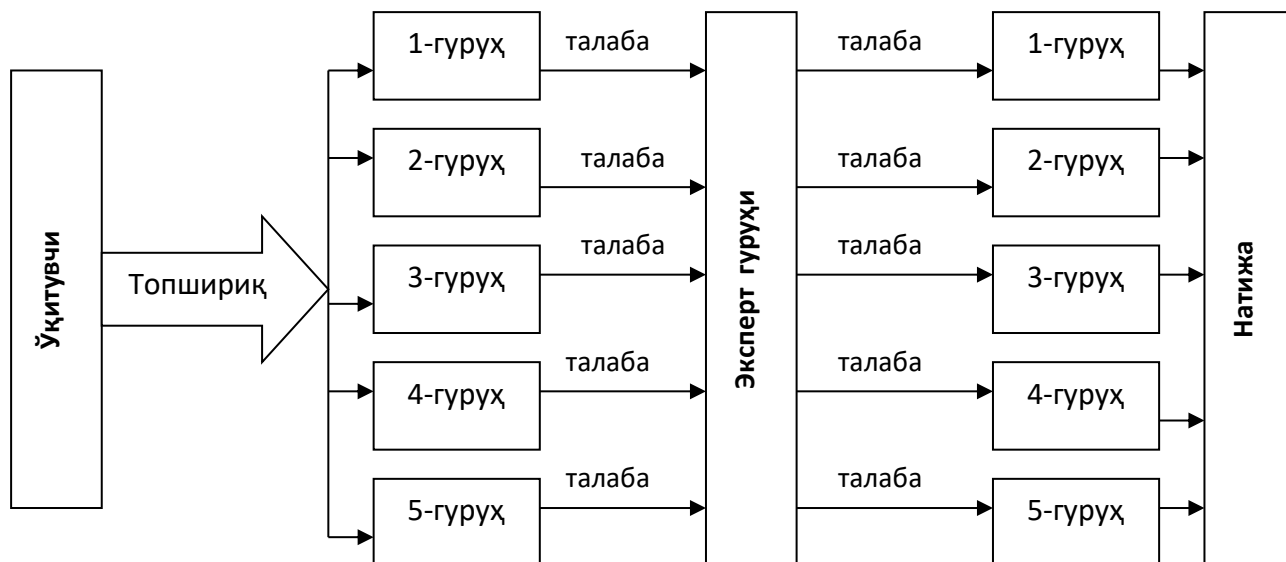 Ўқитувчи
Топшириқ
1-гуруҳ
талаба
талаба
1-гуруҳ
2-гуруҳ
талаба
талаба
2-гуруҳ
3-гуруҳ
талаба
талаба
3-гуруҳ
4-гуруҳ
талаба
талаба
4-гуруҳ
5-гуруҳ
талаба
талаба
5-гуруҳ
Эксперт гуруҳи
Натижа